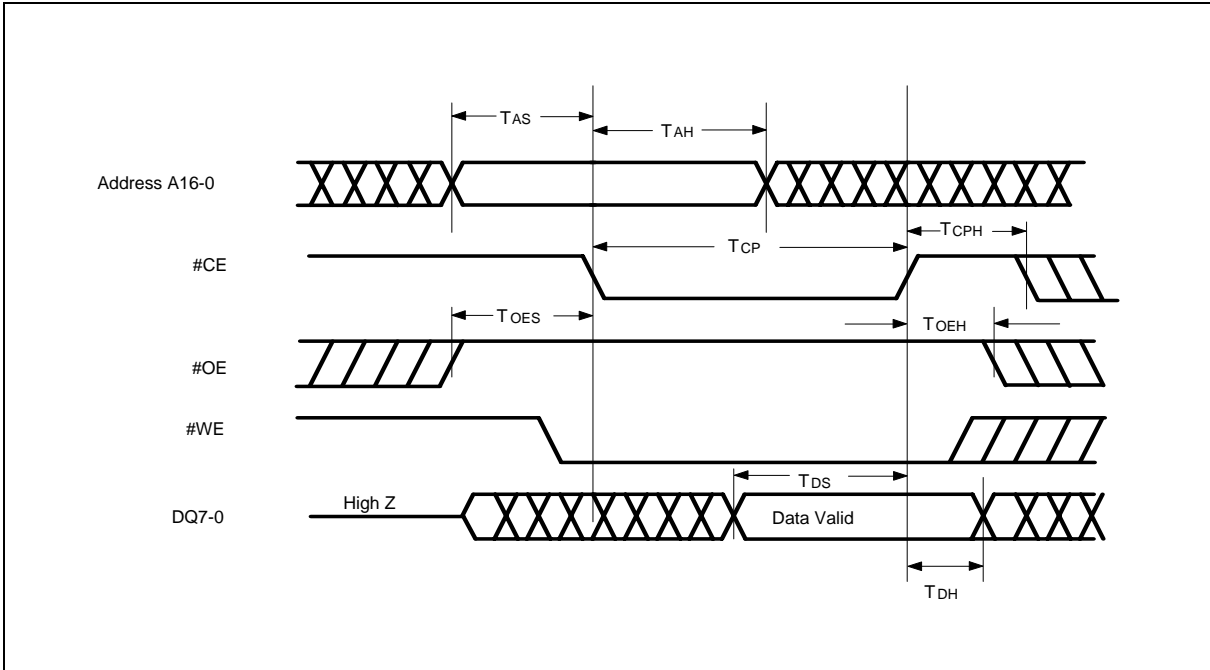 TAS
TAH
Address A16-0
TCPH
TCP
#CE
TOES
TOEH
#OE
#WE
TDS
High Z
DQ7-0
Data Valid
TDH